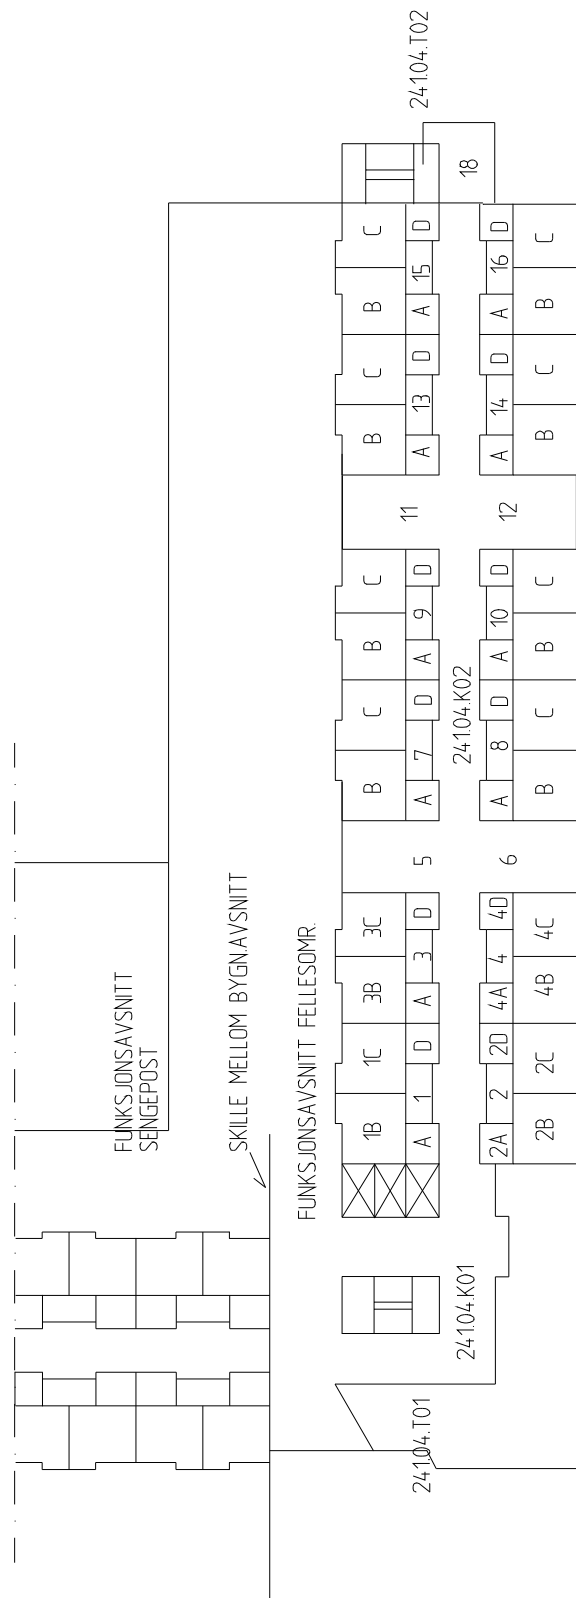 FUNKSJONSAVSNITT
SENGEPOST
SKILLE MELLOM BYGN.AVSNITT
FUNKSJONSAVSNITT FELLESOMR.
1B 1C 3B 3C B C B C B C B C
241.04.T01 A 1 D A 3 D 5 A 7 D A 9 D 11 A 13 D A 15 D 241.04.T02
241.04.K01 241.04.K02 18
2A 2 2D 4A 4 4D 6 A 8 D A 10 D 12 A 14 D A 16 D
2B 2C 4B 4C B C B C B C B C